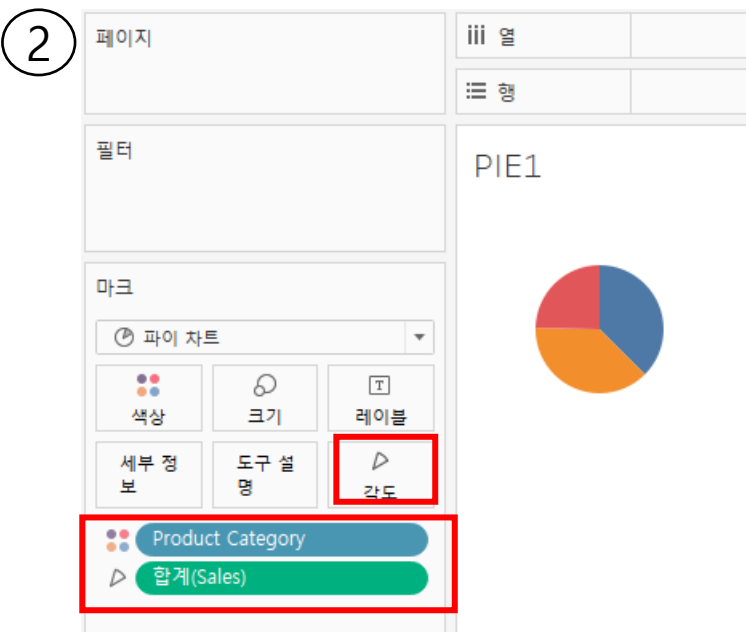 2
페이지
iii 열
행
필터
PIE1
마크
파이 차트
색상
크기
T
레이블
세부 정
보
도구 설
명
각도
Product Category
합계(Sales)